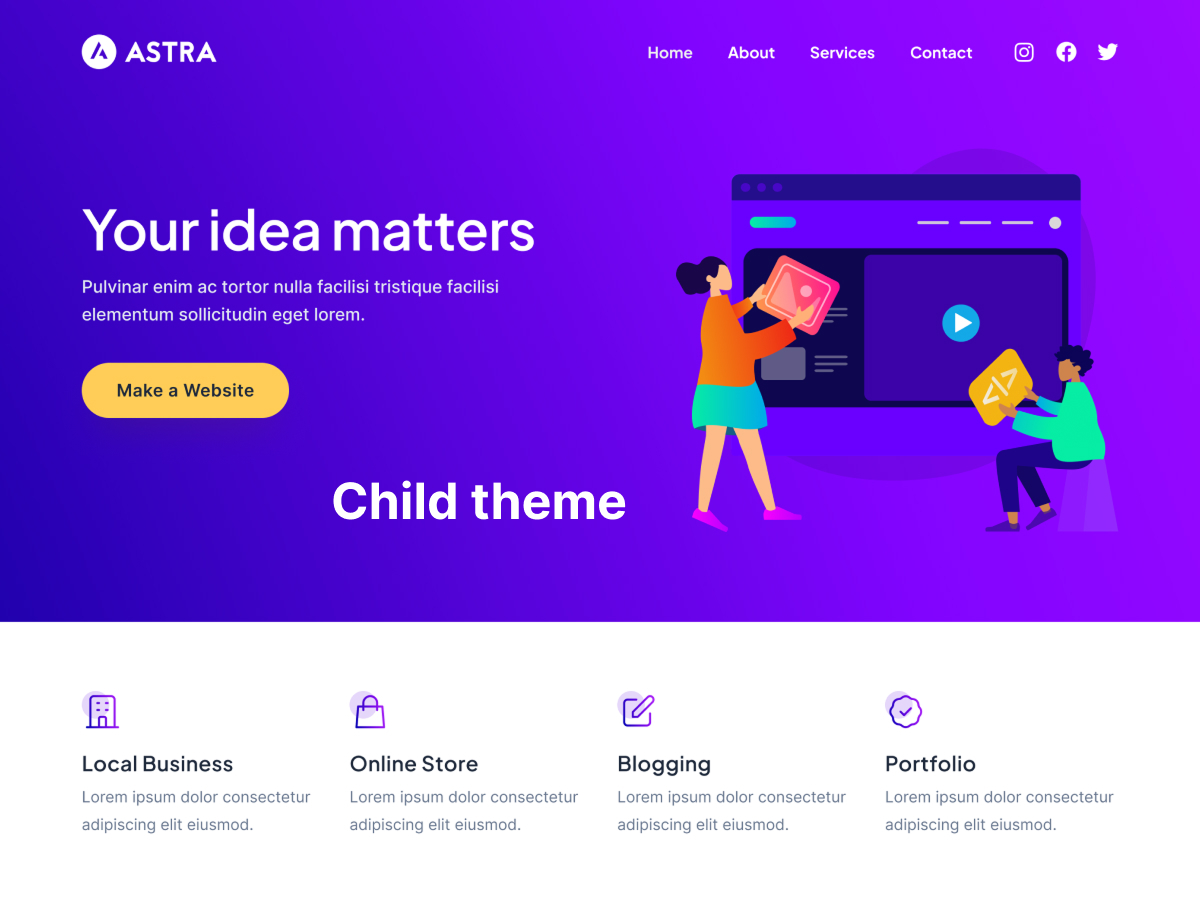 ASTRA
Home About Services Contact
Your idea matters
Pulvinar enim ac tortor nulla facilisi tristique facilisi
elementum sollicitudin eget lorem.
Make a Website
</>
Child theme
Local Business
Lorem ipsum dolor consectetur
adipiscing elit eiusmod.
Online Store
Lorem ipsum dolor consectetur
adipiscing elit eiusmod.
Blogging
Lorem ipsum dolor consectetur
adipiscing elit eiusmod.
Portfolio
Lorem ipsum dolor consectetur
adipiscing elit eiusmod.